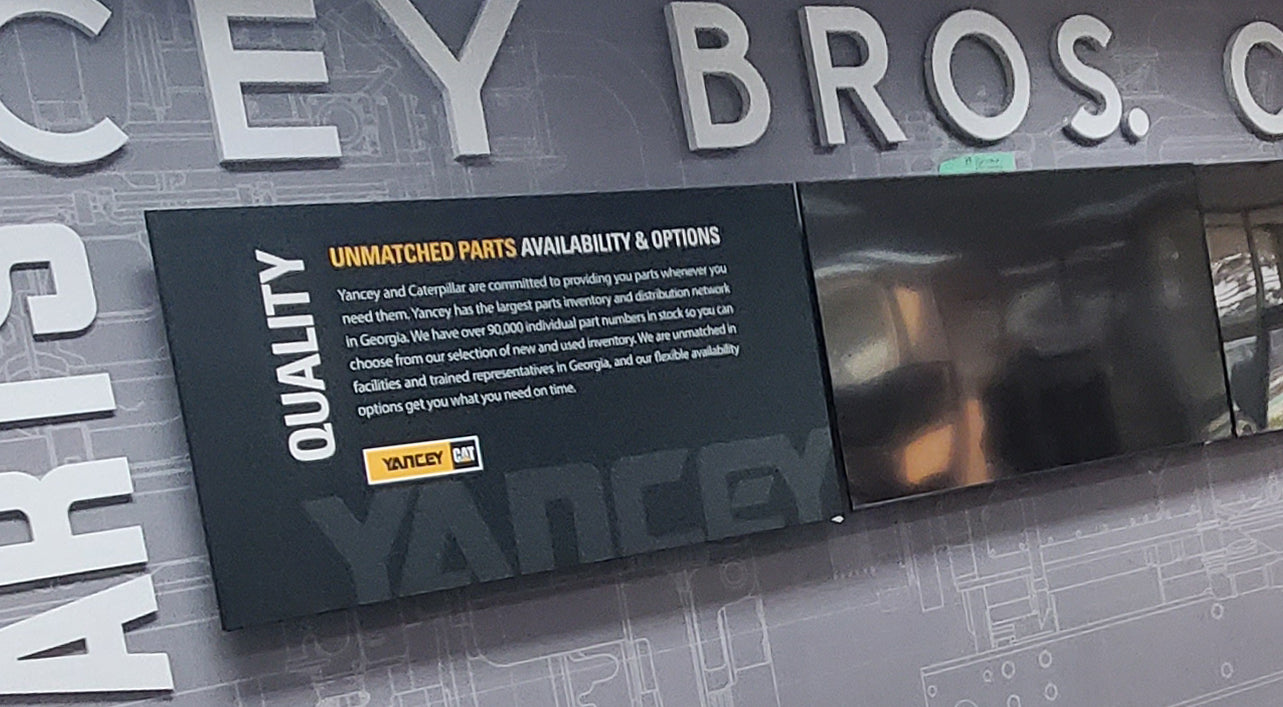 CEY BROS. C
ARTS
QUALITY
UNMATCHED PARTS AVAILABILITY & OPTIONS
Yancey and Caterpillar are committed to providing you parts whenever you
need them. Yancey has the largest parts inventory and distribution network
in Georgia. We have over 90,000 individual part numbers in stock so you can
choose from our selection of new and used inventory. We are unmatched in
facilities and trained representatives in Georgia, and our flexible availability
options get you what you need on time.
YANCEY CAT
YANCEY